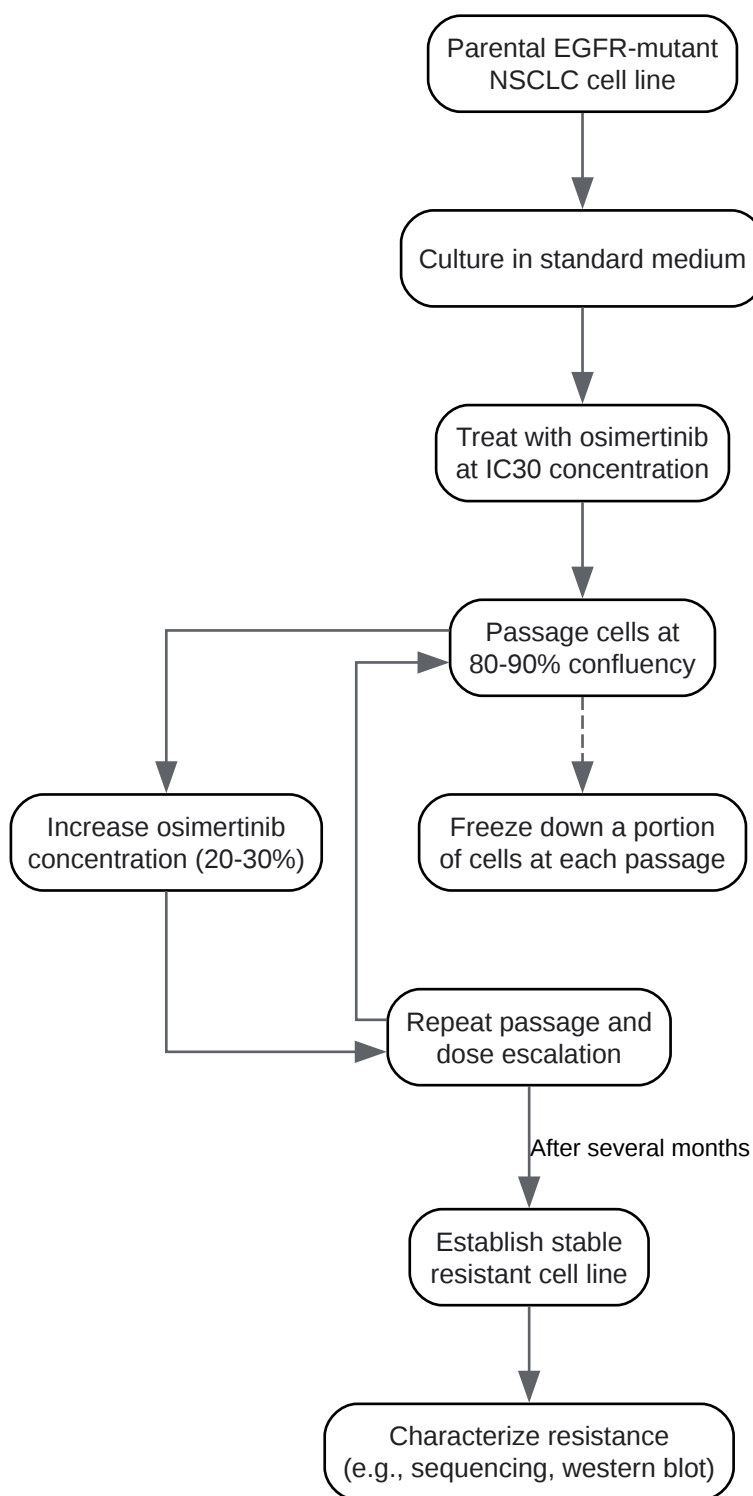 Parental EGFR-mutant
NSCLC cell line
Culture in standard medium
Treat with osimertinib
at IC30 concentration
Passage cells at
80-90% confluency
Increase osimertinib
concentration (20-30%)
Freeze down a portion
of cells at each passage
Repeat passage and
dose escalation
After several months
Establish stable
resistant cell line
Characterize resistance
(e.g., sequencing, western blot)